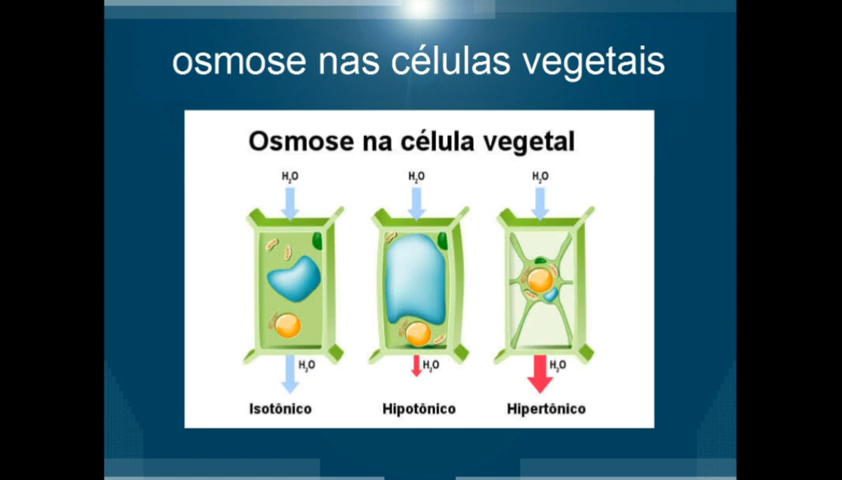 osmose nas células vegetais
Osmose na célula vegetal
H₂O H₂O H₂O
H₂O H₂O H₂O
Isotônico Hipotônico Hipertônico